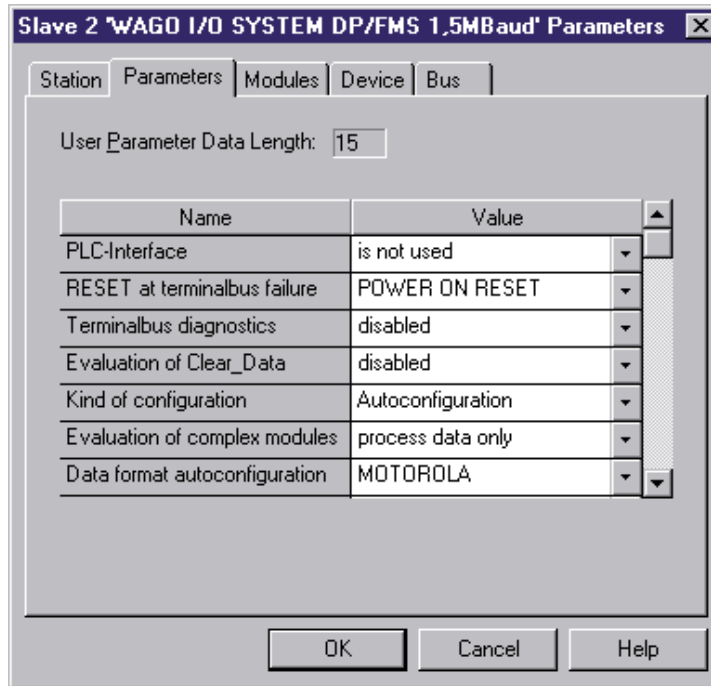 Slave 2 'WAGO I/O SYSTEM DP/FMS 1,5MBaud' Parameters
Station Parameters Modules Device Bus
User Parameter Data Length: 15
Name Value
PLC-Interface is not used
RESET at terminalbus failure POWER ON RESET
Terminalbus diagnostics disabled
Evaluation of Clear_Data disabled
Kind of configuration Autoconfiguration
Evaluation of complex modules process data only
Data format autoconfiguration MOTOROLA
OK Cancel Help